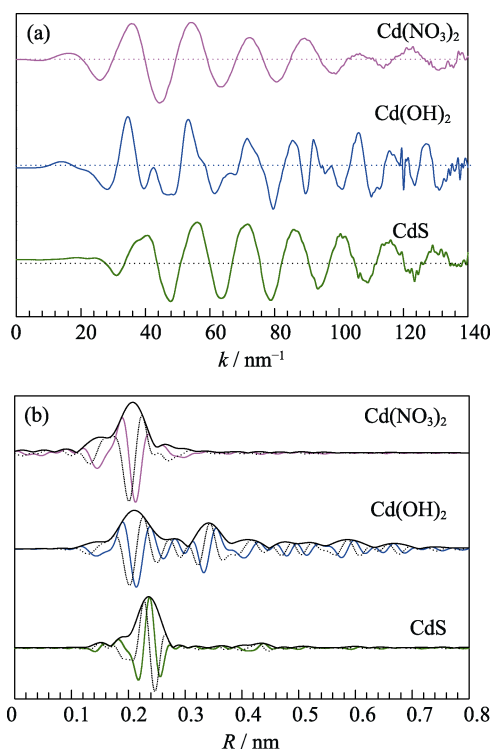 (a)
Cd(NO₃)₂
Cd(OH)₂
CdS
0 20 40 60 80 100 120 140
k / nm⁻¹
(b)
Cd(NO₃)₂
Cd(OH)₂
CdS
0 0.1 0.2 0.3 0.4 0.5 0.6 0.7 0.8
R / nm